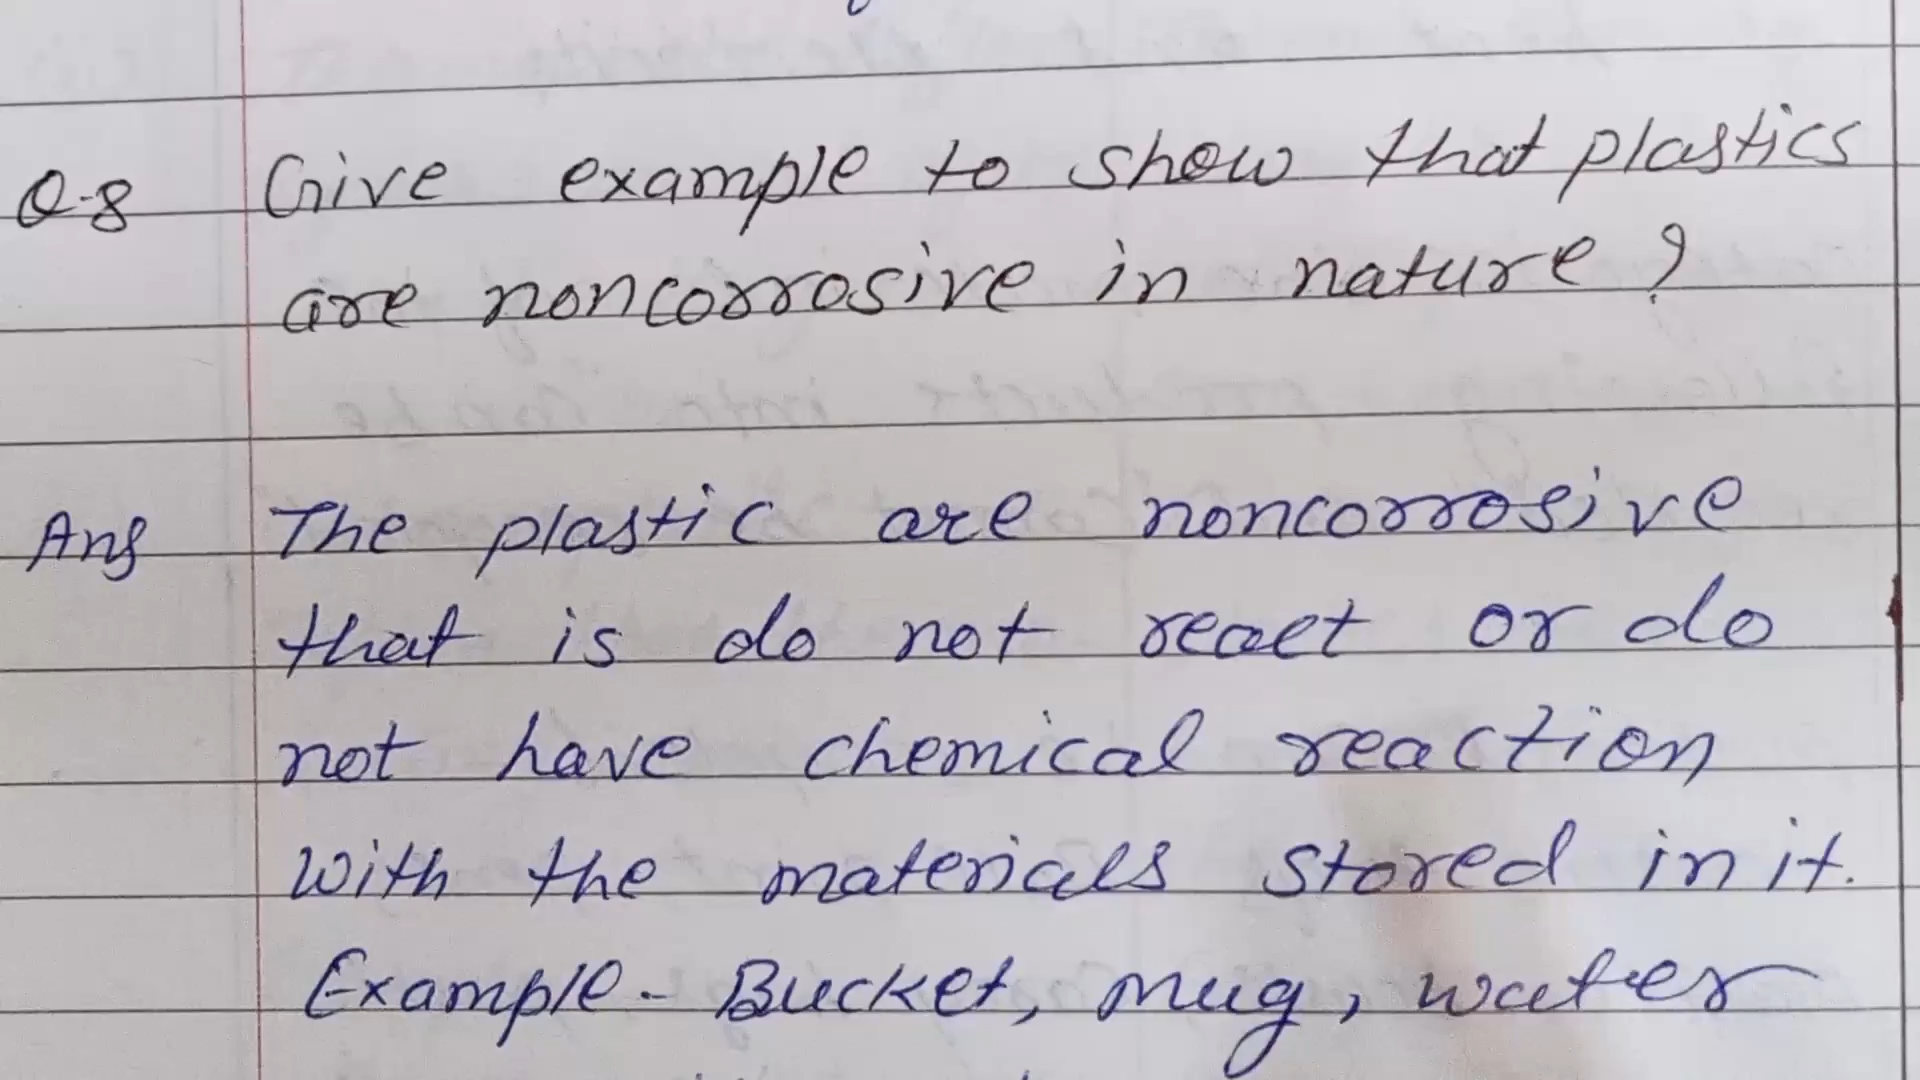 Q-8 Give example to show that plastics
are noncorrosive in nature?
Ans The plastic are noncorrosive
that is do not react or do
not have chemical reaction
with the materials stored in it.
Example - Bucket, mug, water